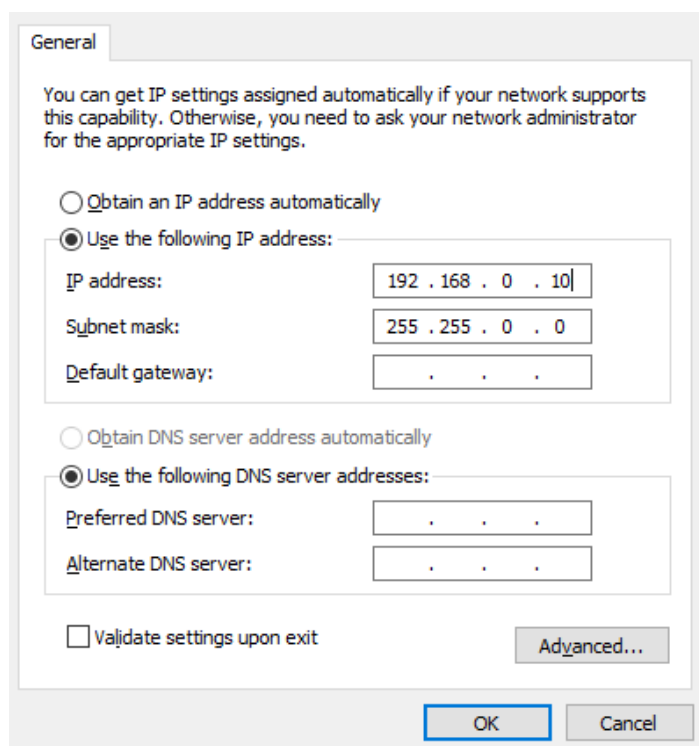 General
You can get IP settings assigned automatically if your network supports
this capability. Otherwise, you need to ask your network administrator
for the appropriate IP settings.
Obtain an IP address automatically
Use the following IP address:
IP address: 192 . 168 . 0 . 10
Subnet mask: 255 . 255 . 0 . 0
Default gateway: . . .
Obtain DNS server address automatically
Use the following DNS server addresses:
Preferred DNS server: . . .
Alternate DNS server: . . .
Validate settings upon exit
Advanced...
OK Cancel